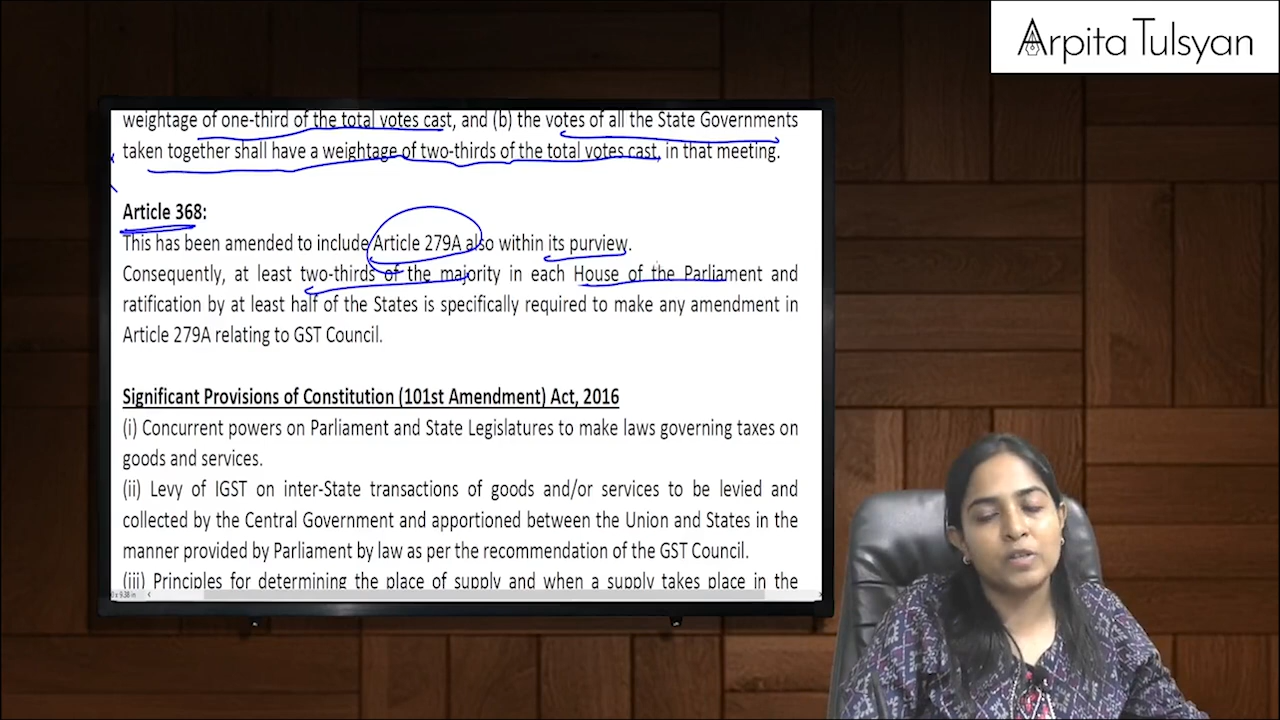 Arpita Tulsyan
weightage of one-third of the total votes cast, and (b) the votes of all the State Governments
taken together shall have a weightage of two-thirds of the total votes cast, in that meeting.
Article 368:
This has been amended to include Article 279A also within its purview.
Consequently, at least two-thirds of the majority in each House of the Parliament and
ratification by at least half of the States is specifically required to make any amendment in
Article 279A relating to GST Council.
Significant Provisions of Constitution (101st Amendment) Act, 2016
(i) Concurrent powers on Parliament and State Legislatures to make laws governing taxes on
goods and services.
(ii) Levy of IGST on inter-State transactions of goods and/or services to be levied and
collected by the Central Government and apportioned between the Union and States in the
manner provided by Parliament by law as per the recommendation of the GST Council.
(iii) Principles for determining the place of supply and when a supply takes place in the